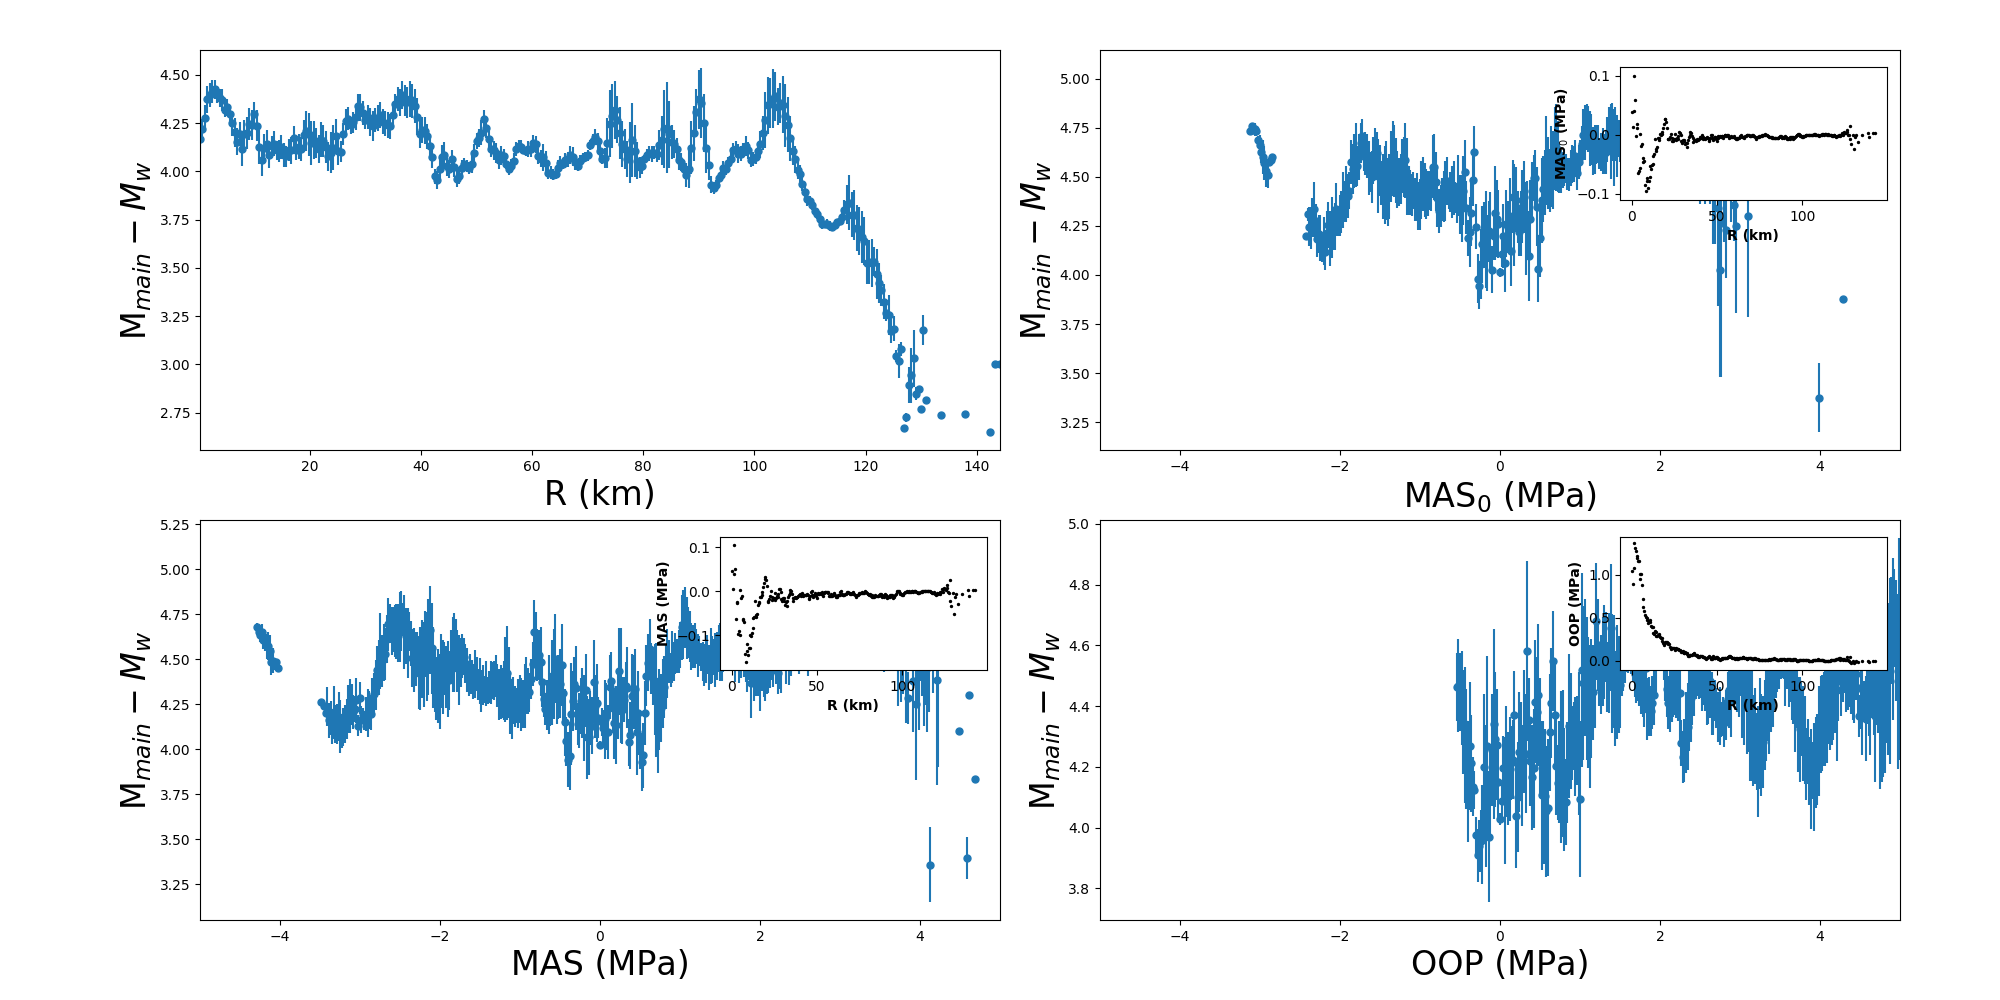 4.50
4.25
4.00
3.75
3.50
3.25
3.00
2.75
M_main − M_w
20 40 60 80 100 120 140
R (km)
5.00
4.75
4.50
4.25
4.00
3.75
3.50
3.25
M_main − M_w
−4 −2 0 2 4
MAS₀ (MPa)
0.1
0.0
−0.1
MAS₀ (MPa)
0 50 100
R (km)
5.25
5.00
4.75
4.50
4.25
4.00
3.75
3.50
3.25
M_main − M_w
−4 −2 0 2 4
MAS (MPa)
0.1
0.0
−0.1
MAS (MPa)
0 50 100
R (km)
5.0
4.8
4.6
4.4
4.2
4.0
3.8
M_main − M_w
−4 −2 0 2 4
OOP (MPa)
1.0
0.5
0.0
OOP (MPa)
0 50 100
R (km)